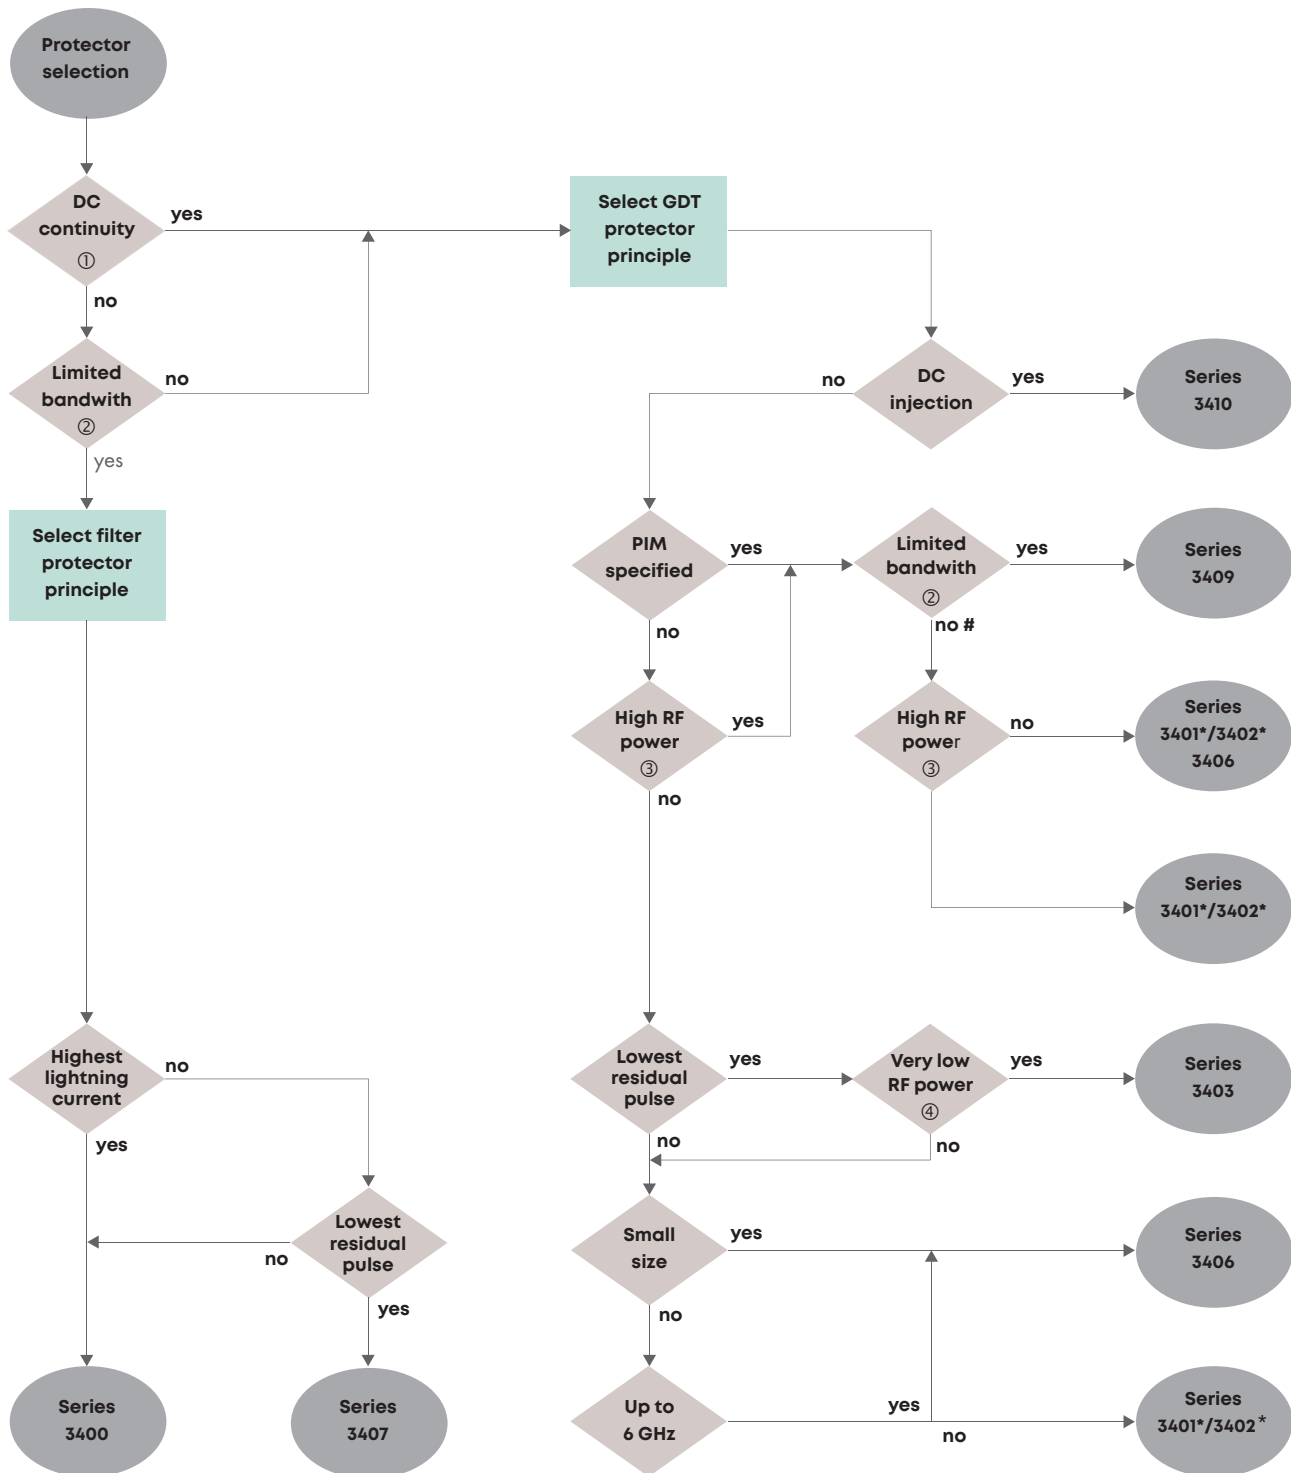 Protector
selection
DC
continuity
①
yes
no
Select GDT
protector
principle
Limited
bandwith
②
no
yes
DC
injection
no
yes
Series
3410
Select filter
protector
principle
PIM
specified
yes
no
Limited
bandwith
②
yes
no #
Series
3409
High RF
power
③
yes
no
High RF
power
③
no
Series
3401*/3402*
3406
Series
3401*/3402*
Highest
lightning
current
no
yes
Lowest
residual
pulse
yes
no
Very low
RF power
④
yes
no
Series
3403
Lowest
residual
pulse
no
yes
Small
size
yes
no
Series
3406
Series
3400
Series
3407
Up to
6 GHz
yes
no
Series
3401*/3402*